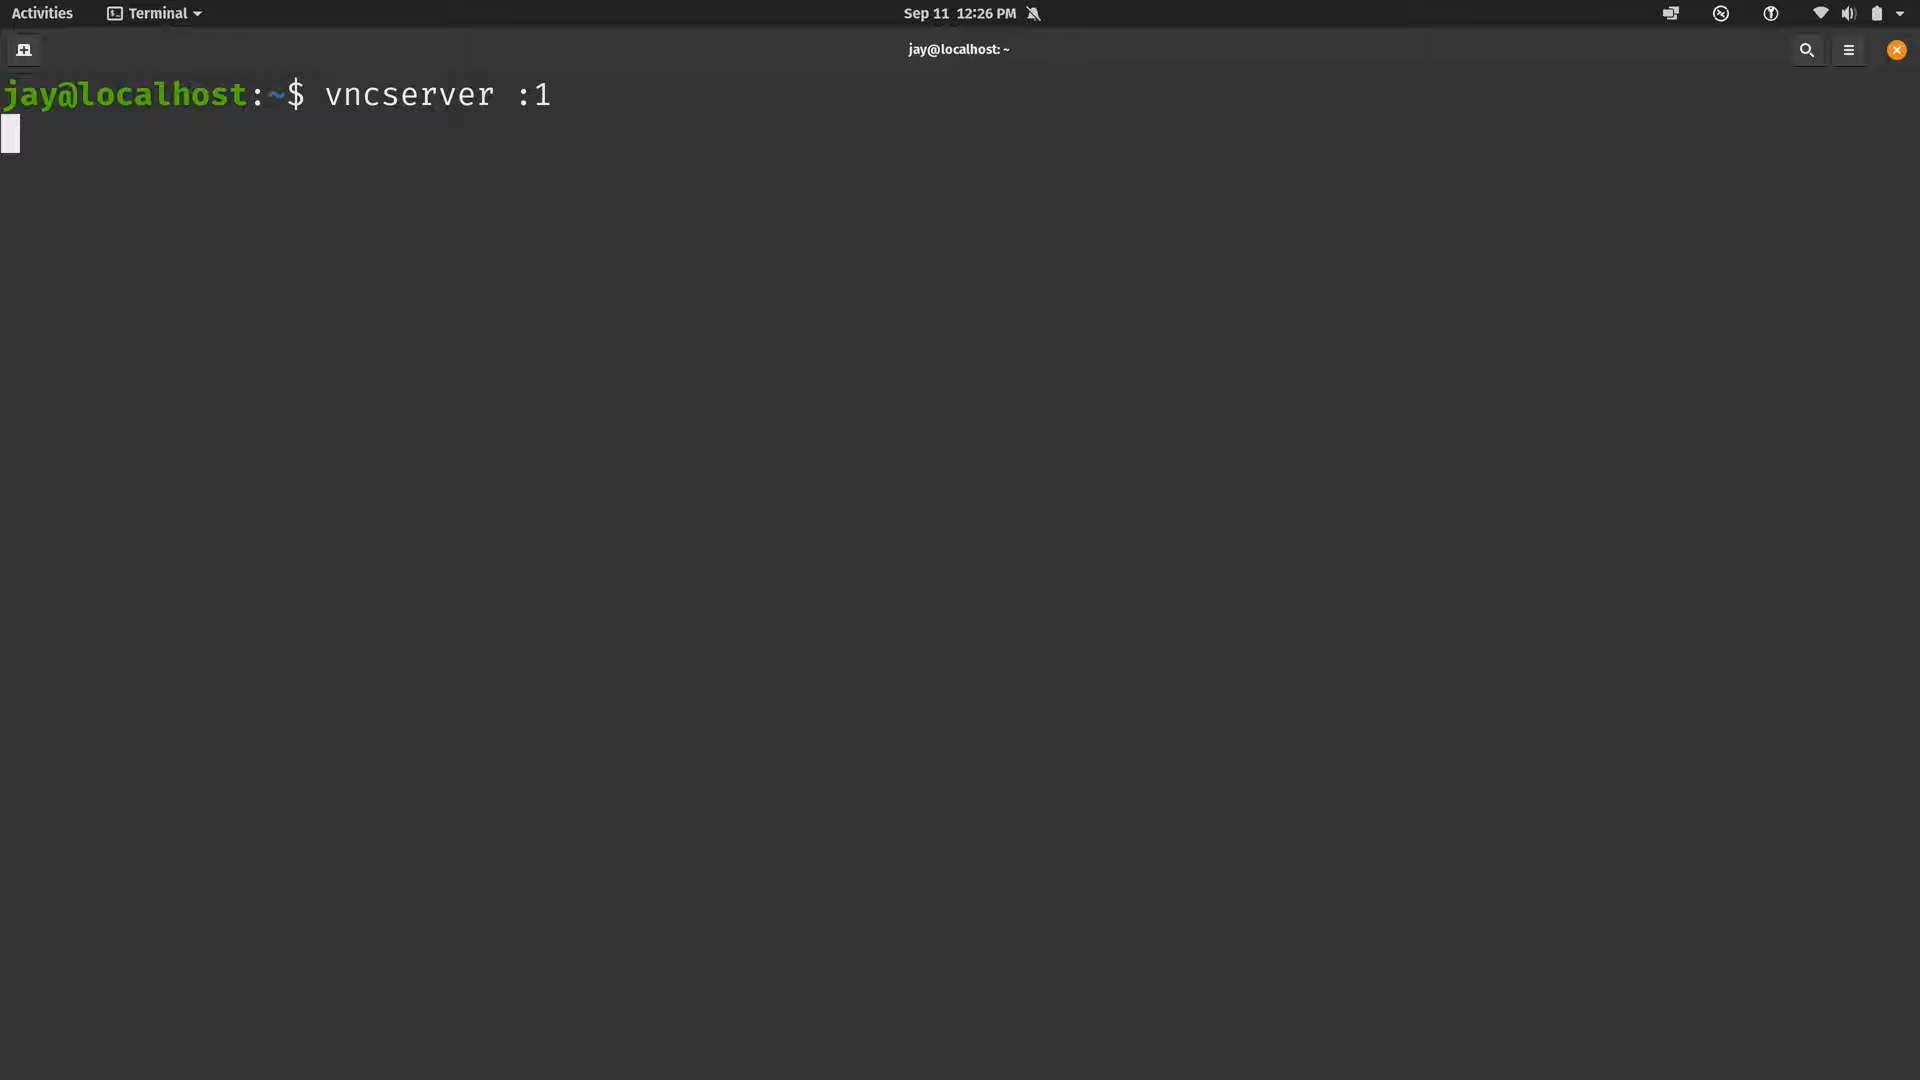 Activities Terminal Sep 11 12:26 PM
jay@localhost: ~
jay@localhost:~$ vncserver :1